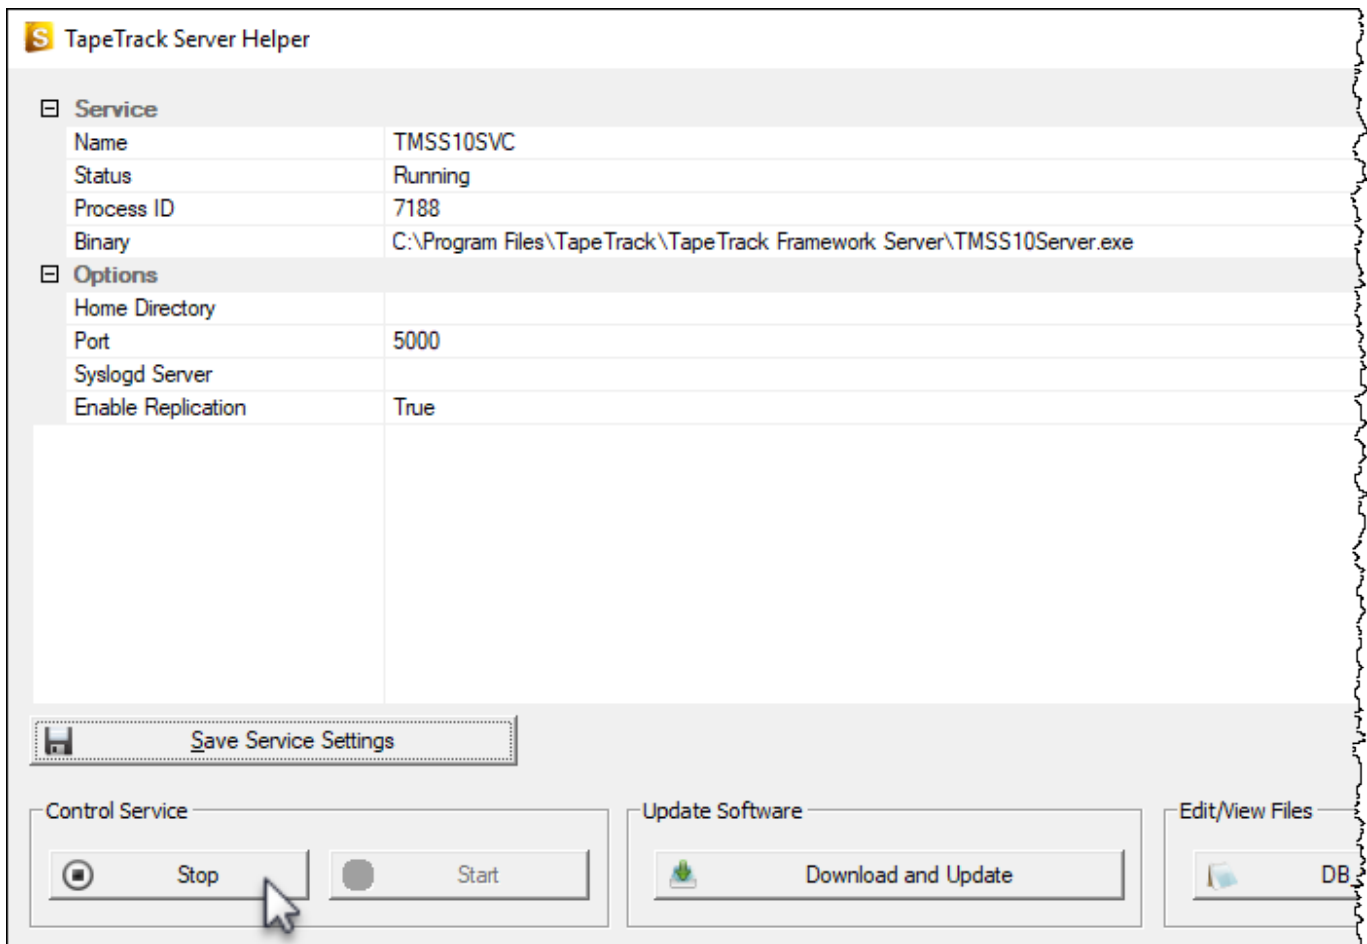 TapeTrack Server Helper
Service
Name TMSS10SVC
Status Running
Process ID 7188
Binary C:\Program Files\TapeTrack\TapeTrack Framework Server\TMSS10Server.exe
Options
Home Directory
Port 5000
Syslogd Server
Enable Replication True
Save Service Settings
Control Service Update Software Edit/View Files
Stop Start Download and Update DB_